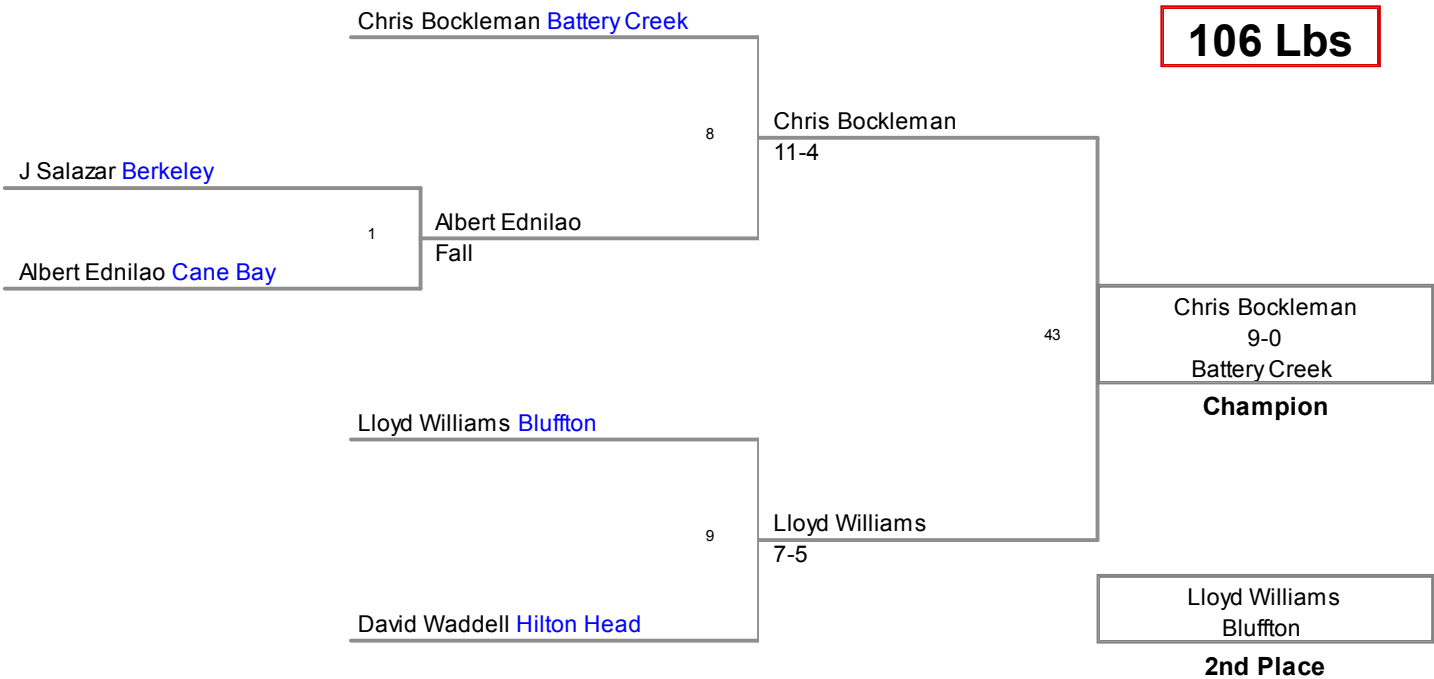 Chris Bockleman Battery Creek
106 Lbs
8
Chris Bockleman
11-4
J Salazar Berkeley
1
Albert Ednilao
Fall
Albert Ednilao Cane Bay
43
Chris Bockleman
9-0
Battery Creek
Champion
Lloyd Williams Bluffton
9
Lloyd Williams
7-5
David Waddell Hilton Head
Lloyd Williams
Bluffton
2nd Place